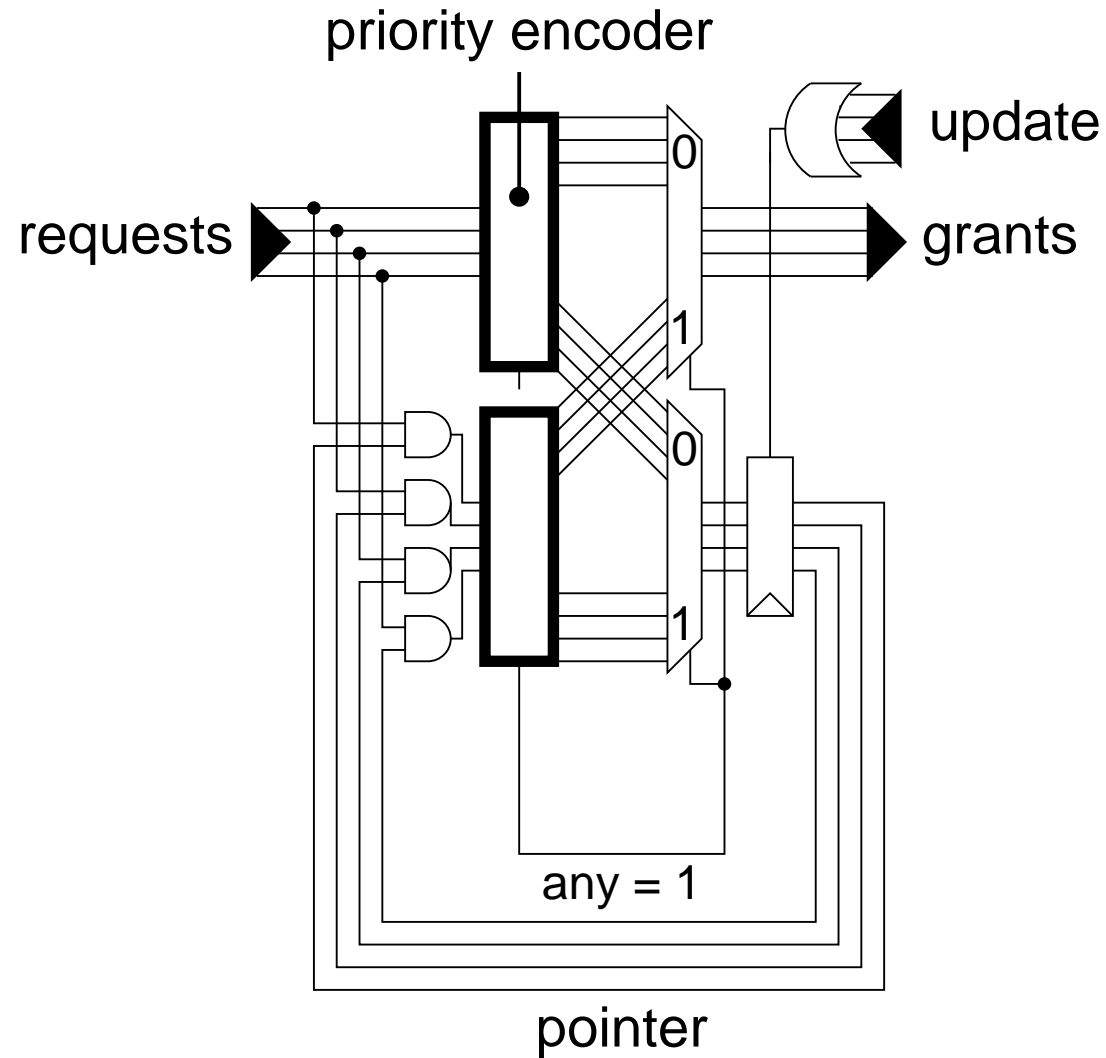 priority encoder
update
0
requests
grants
1
0
1
any = 1
pointer